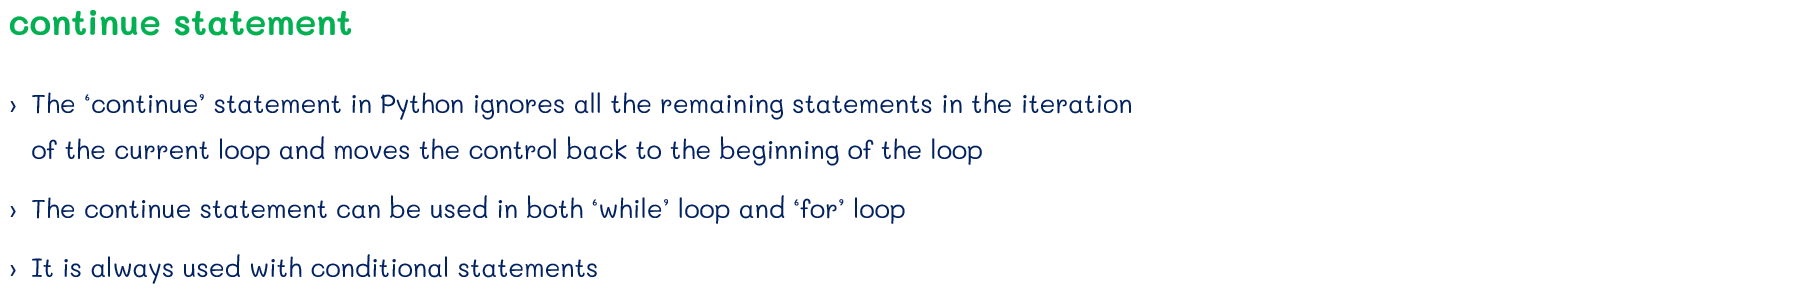 continue statement
› The ‘continue’ statement in Python ignores all the remaining statements in the iteration
of the current loop and moves the control back to the beginning of the loop
› The continue statement can be used in both ‘while’ loop and ‘for’ loop
› It is always used with conditional statements